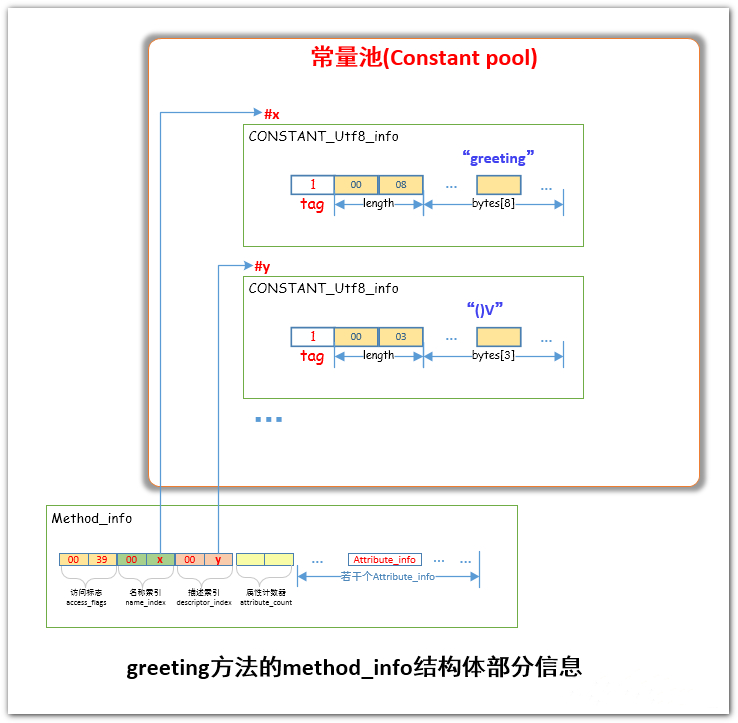 常量池(Constant pool)
#x
CONSTANT_Utf8_info
“greeting”
1 00 08 ... ...
tag length bytes[8]
#y
CONSTANT_Utf8_info
“()V”
1 00 03 ... ...
tag length bytes[3]
...
Method_info
00 39 00 x 00 y ... Attribute_info ... ...
若干个Attribute_info
访问标志 名称索引 描述索引 属性计数器
access_flags name_index descriptor_index attribute_count
greeting方法的method_info结构体部分信息